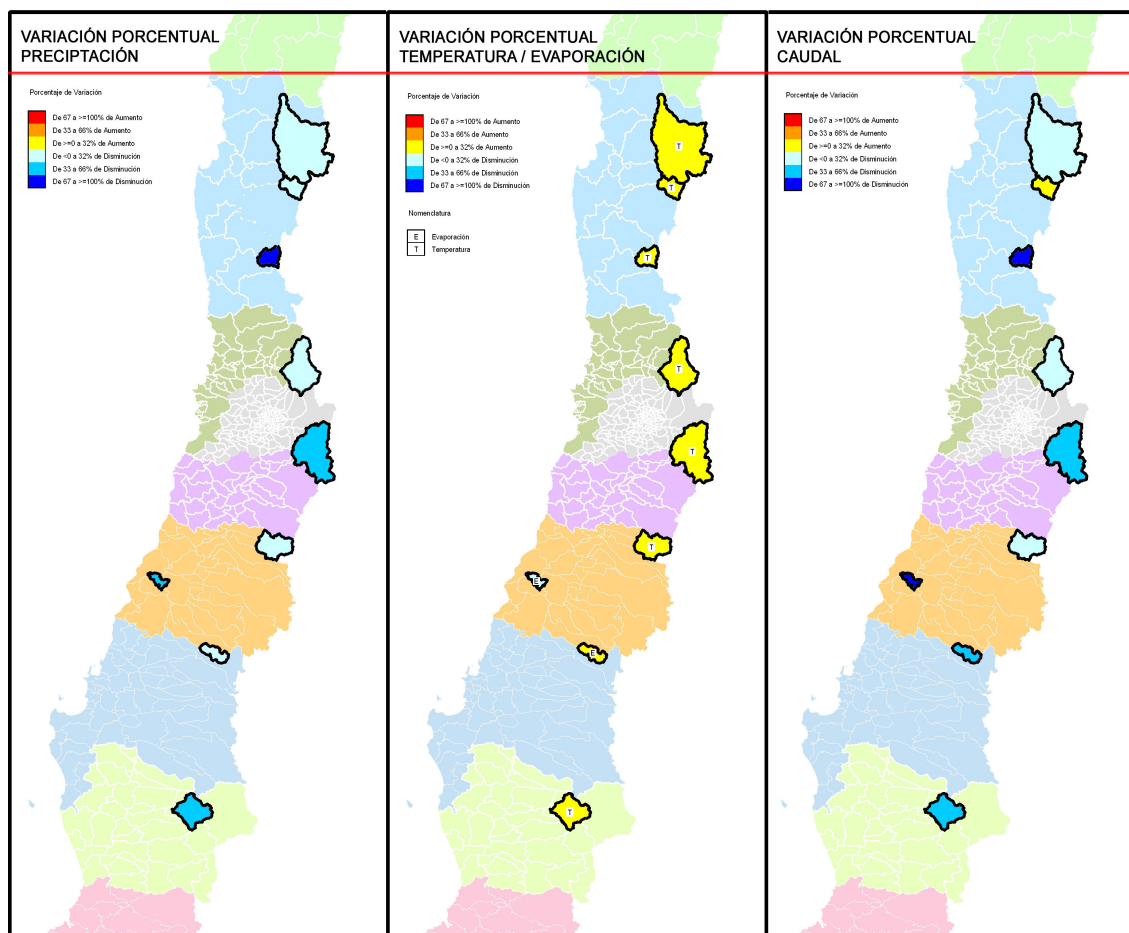 VARIACIÓN PORCENTUAL
PRECIPTACIÓN
Porcentaje de Variación
De 67 a >=100% de Aumento
De 33 a 66% de Aumento
De >=0 a 32% de Aumento
De <0 a 32% de Disminución
De 33 a 66% de Disminución
De 67 a >=100% de Disminución
VARIACIÓN PORCENTUAL
TEMPERATURA / EVAPORACIÓN
Porcentaje de Variación
De 67 a >=100% de Aumento
De 33 a 66% de Aumento
De >=0 a 32% de Aumento
De <0 a 32% de Disminución
De 33 a 66% de Disminución
De 67 a >=100% de Disminución
Nomenclatura
E Evaporación
T Temperatura
T
T
T
T
T
T
E
E
T
VARIACIÓN PORCENTUAL
CAUDAL
Porcentaje de Variación
De 67 a >=100% de Aumento
De 33 a 66% de Aumento
De >=0 a 32% de Aumento
De <0 a 32% de Disminución
De 33 a 66% de Disminución
De 67 a >=100% de Disminución